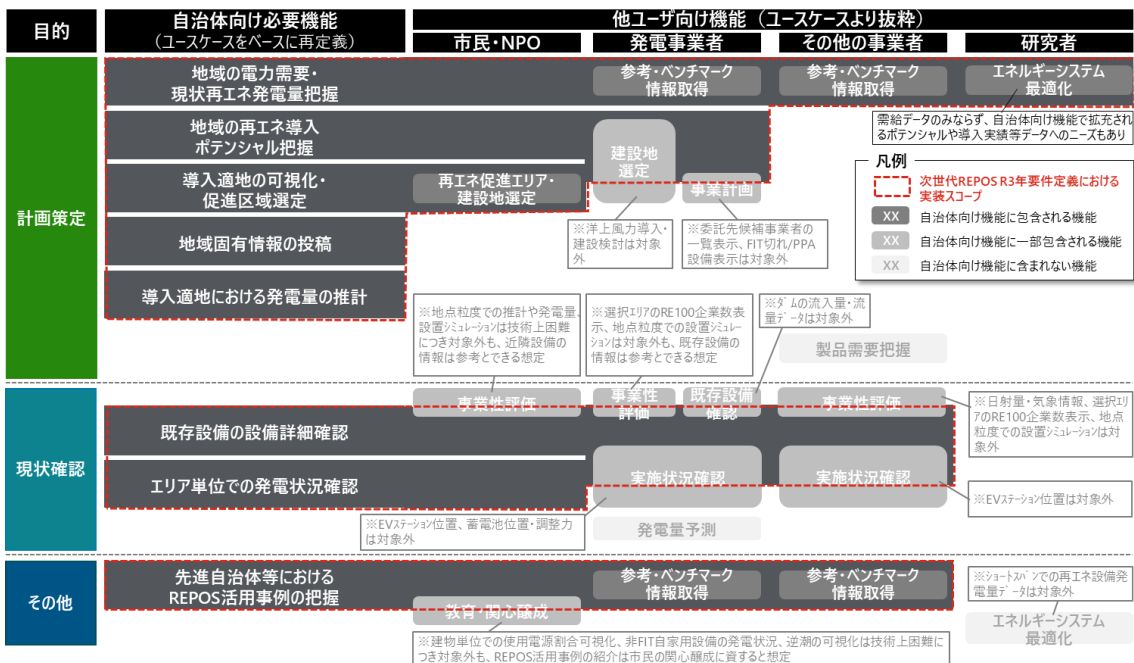 目的
自治体向け必要機能
(ユースケースをベースに再定義)
他ユーザ向け機能 (ユースケースより抜粋)
市民・NPO
発電事業者
その他の事業者
研究者
計画策定
地域の電力需要・
現状再エネ発電量把握
参考・ベンチマーク
情報取得
参考・ベンチマーク
情報取得
エネルギーシステム
最適化
需給データのみならず、自治体向け機能で拡充され
るポテンシャルや導入実績等データへのニーズもあり
地域の再エネ導入
ポテンシャル把握
建設地
選定
導入適地の可視化・
促進区域選定
再エネ促進エリア・
建設地選定
事業計画
凡例
次世代REPOS R3年要件定義における
実装スコープ
XX 自治体向け機能に包含される機能
XX 自治体向け機能に一部包含される機能
XX 自治体向け機能に含まれない機能
地域固有情報の投稿
※洋上風力導入・
建設検討は対象
外
※委託先候補事業者の
一覧表示、FIT切れ/PPA
設備表示は対象外
導入適地における発電量の推計
※地点粒度での推計や発電量、
設置シミュレーションは技術上困難
につき対象外も、近隣設備の
情報は参考とできる想定
※選択エリアのRE100企業数表
示、地点粒度での設置シミュレー
ションは対象外も、既存設備の
情報は参考とできる想定
※ダムの流入量・流
量データは対象外
製品需要把握
現状確認
事業性評価
事業性
評価
既存設備
確認
事業性評価
※日射量・気象情報、選択エリ
アのRE100企業数表示、地点
粒度での設置シミュレーションは対
象外
既存設備の設備詳細確認
エリア単位での発電状況確認
実施状況確認
実施状況確認
※EVステーション位置は対象外
※EVステーション位置、蓄電池位置・調整力
は対象外
発電量予測
その他
先進自治体等における
REPOS活用事例の把握
参考・ベンチマーク
情報取得
参考・ベンチマーク
情報取得
※ショートスパンでの再エネ設備発
電量データは対象外
教育・関心醸成
エネルギーシステム
最適化
※建物単位での使用電源割合可視化、非FIT自家用設備の発電状況、逆潮の可視化は技術上困難に
つき対象外も、REPOS活用事例の紹介は市民の関心醸成に資すると想定